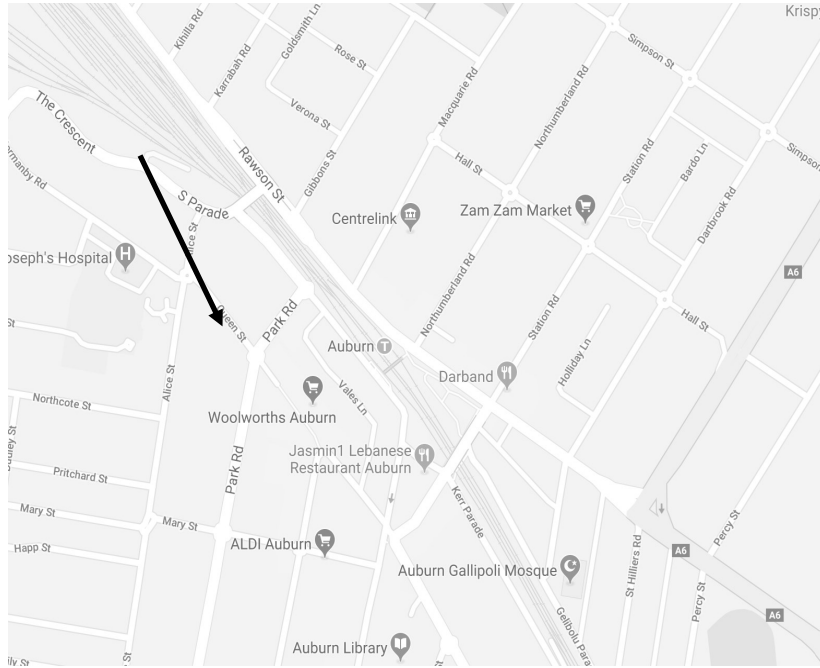 Krispy
Kihilla Rd
Goldsmith Ln
Karrabah Rd
Rose St
Simpson St
Macquarie Rd
Northumberland Rd
The Crescent
Verona St
Rawson St
Gibbons St
Hall St
Station Rd
Bardo Ln
Simpson
ormanby Rd
S Parade
Centrelink
Zam Zam Market
Dartbrook Rd
lice St
oseph's Hospital
H
A6
Queen St
Park Rd
Northumberland Rd
Station Rd
Hall St
Auburn T
Holliday Ln
Darband
Alice St
Vales Ln
Northcote St
Woolworths Auburn
Jasmin1 Lebanese
Restaurant Auburn
Park Rd
Pritchard St
Kerr Parade
Mary St
Mary St
Percy St
Happ St
ALDI Auburn
A6
Auburn Gallipoli Mosque
St Hilliers Rd
Percy St
A6
Gelibolu Para
Auburn Library
St
St